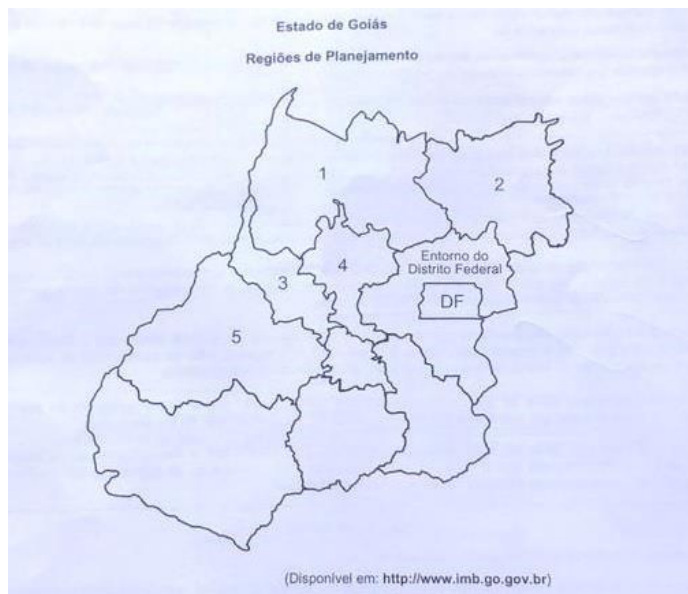 Estado de Goiás
Regiões de Planejamento
1
2
Entorno do
Distrito Federal
3
4
DF
5
(Disponível em: http://www.imb.go.gov.br)